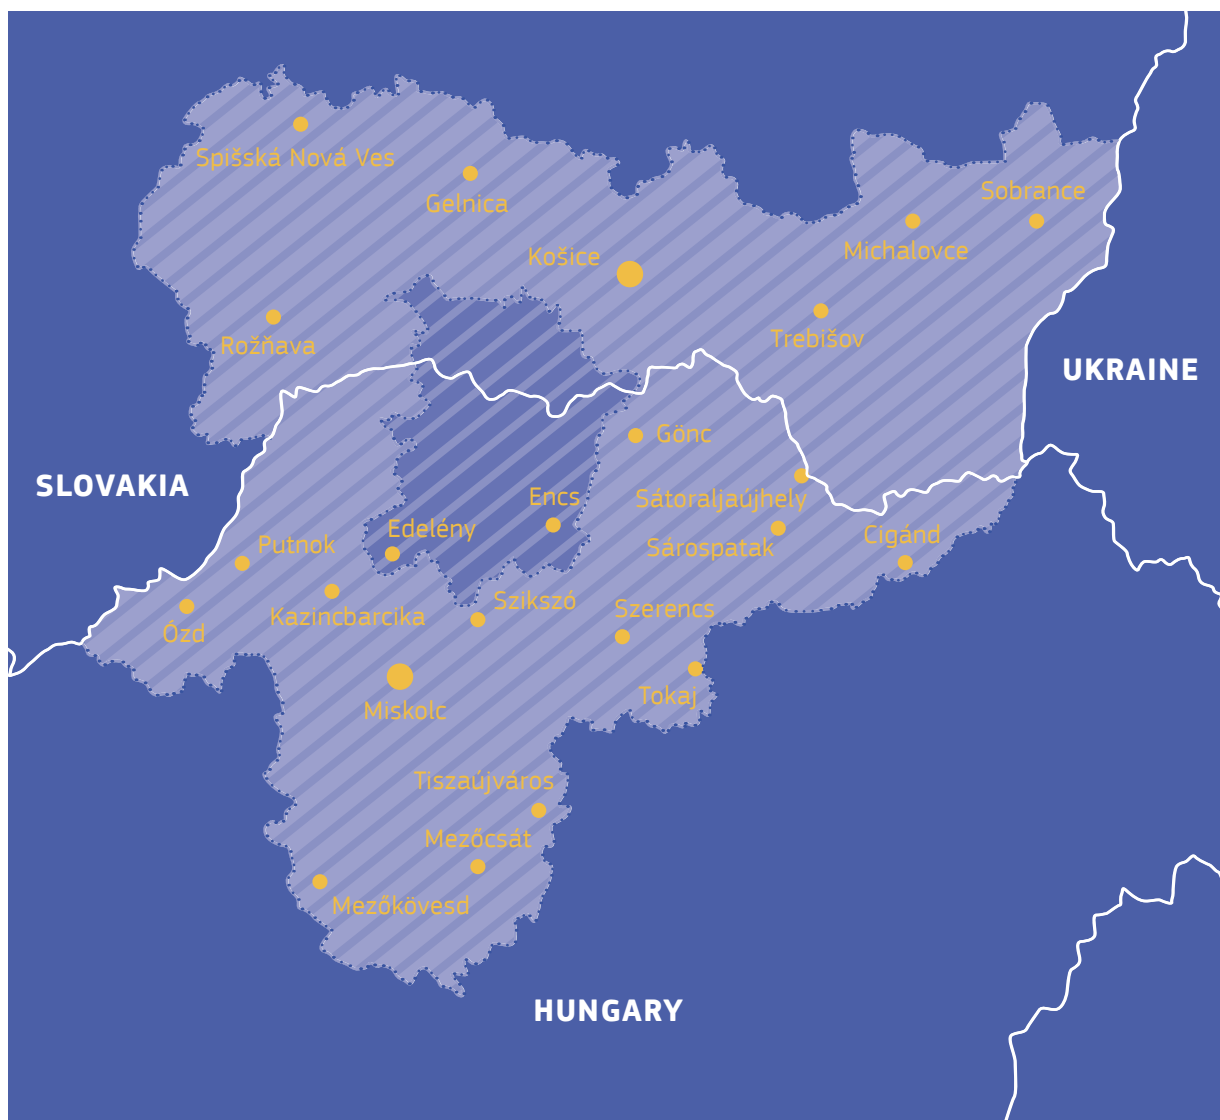 Spišská Nová Ves
Gelnica
Sobrance
Michalovce
Košice
Trebišov
Rožňava
UKRAINE
SLOVAKIA
Gönc
Sátoraljaújhely
Encs
Edelény
Cigánd
Sárospatak
Putnok
Szikszó
Szerencs
Kazincbarcika
Ózd
Tokaj
Miskolc
Tiszaújváros
Mezőcsát
Mezőkövesd
HUNGARY